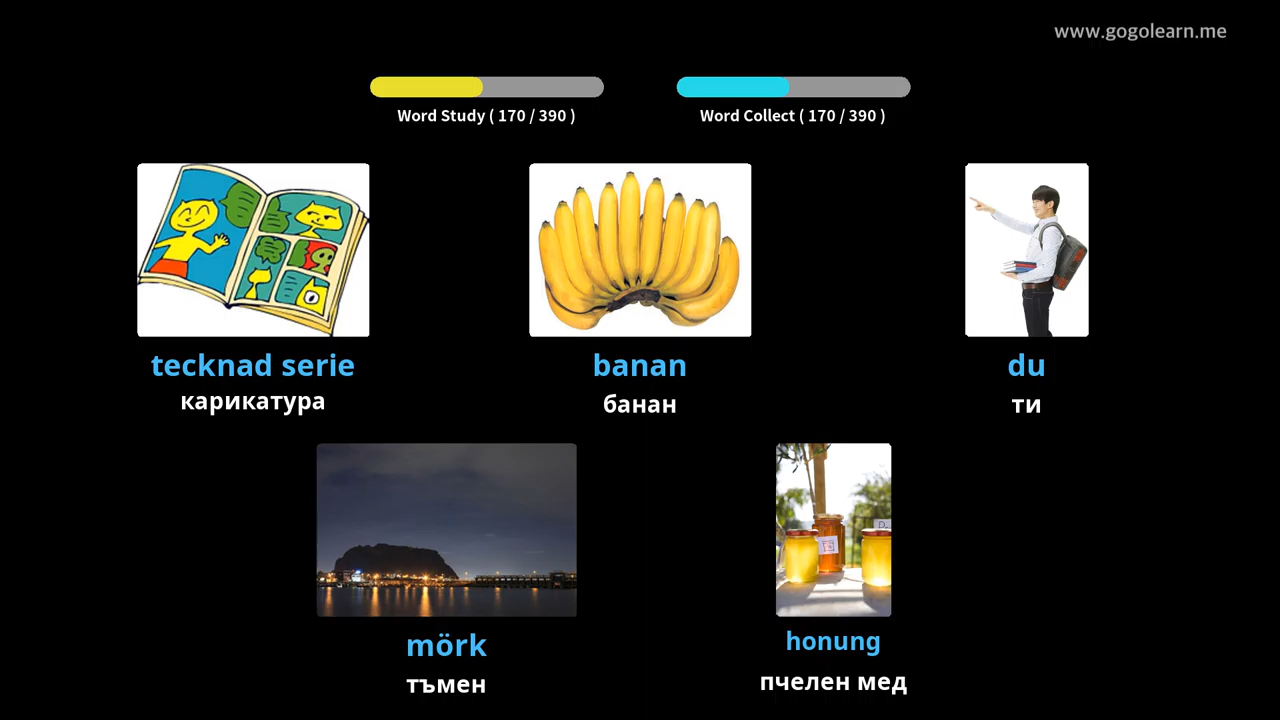 www.gogolearn.me
Word Study ( 170 / 390 )
Word Collect ( 170 / 390 )
tecknad serie
карикатура
banan
банан
du
ти
mörk
тъмен
honung
пчелен мед